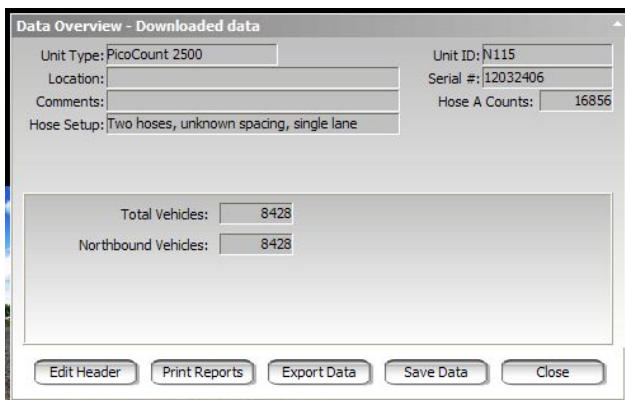 Data Overview - Downloaded data
Unit Type: PicoCount 2500 Unit ID: N115
Location: Serial #: 12032406
Comments: Hose A Counts: 16856
Hose Setup: Two hoses, unknown spacing, single lane
Total Vehicles: 8428
Northbound Vehicles: 8428
Edit Header Print Reports Export Data Save Data Close